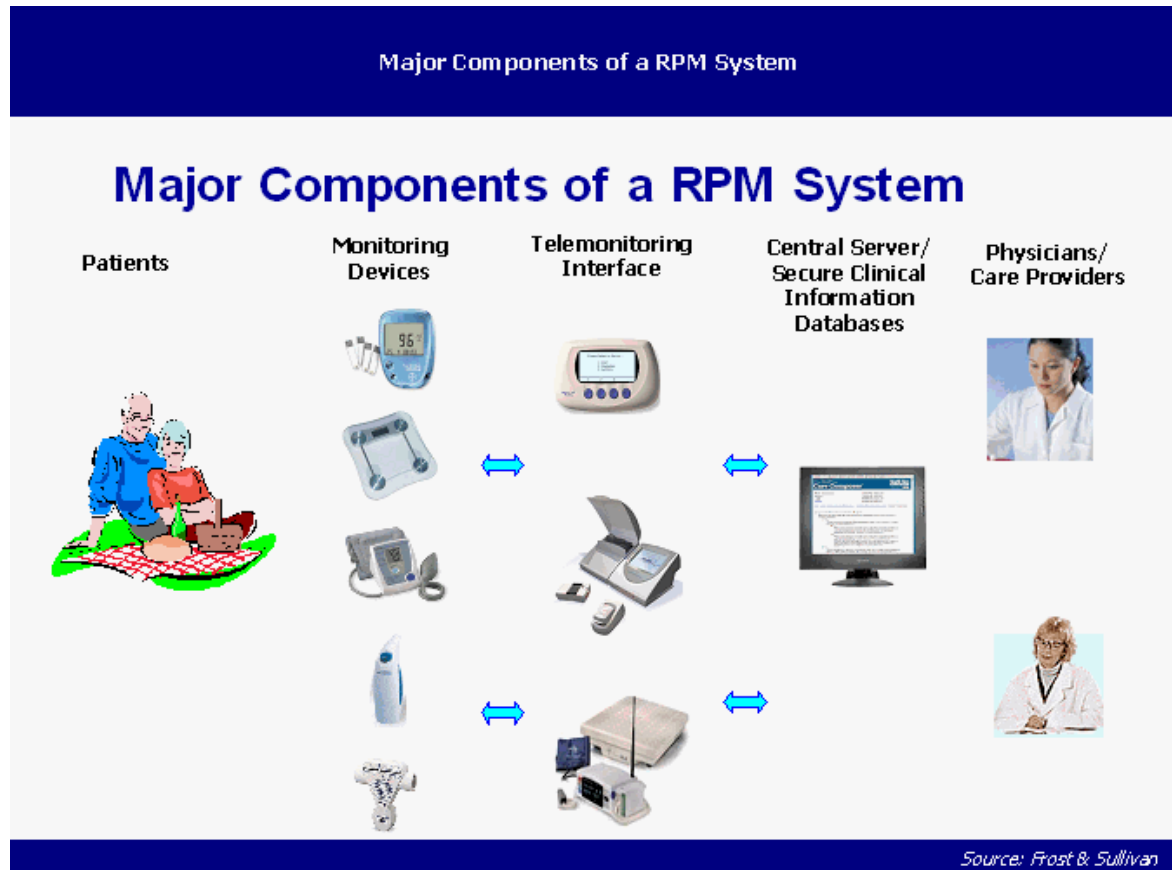 Major Components of a RPM System
Major Components of a RPM System
Patients
Monitoring
Devices
Telemonitoring
Interface
Central Server/
Secure Clinical
Information
Databases
Physicians/
Care Providers
96
Source: Frost & Sullivan